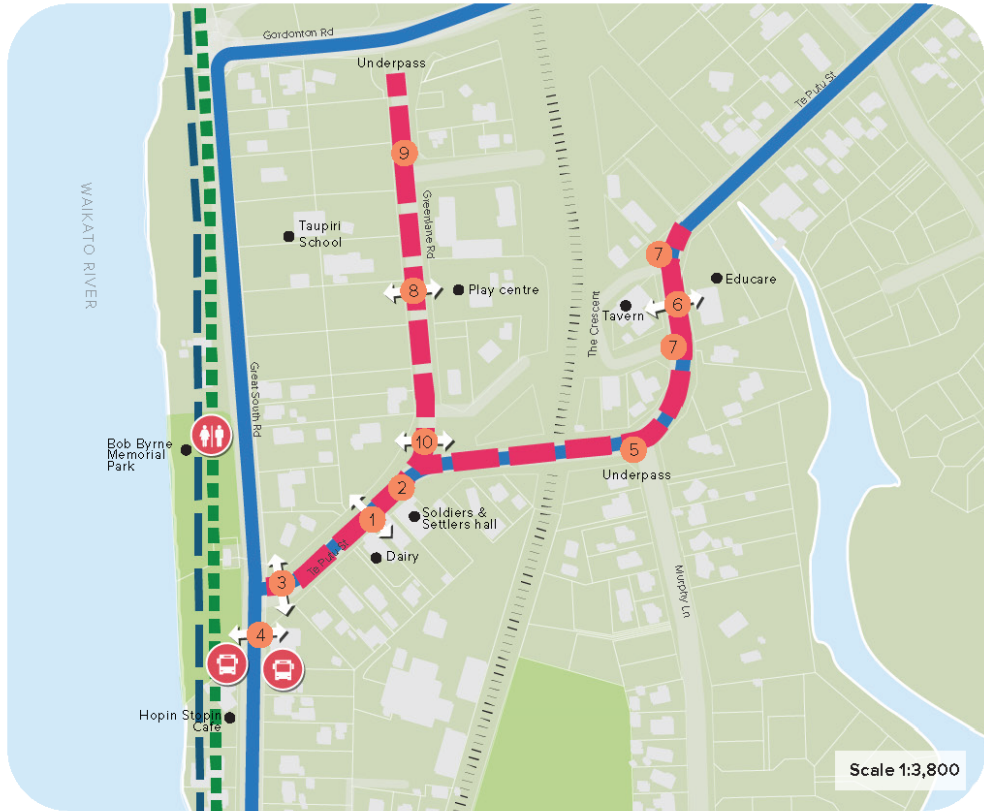 Gordonton Rd
Underpass
Te Pufu St
9
WAIKATO RIVER
Greenlane Rd
Taupiri
School
7
8
Play centre
Educare
6
Tavern
The Crescent
7
Great South Rd
Bob Byrne
Memorial
Park
10
5
Underpass
2
Soldiers &
Settlers hall
1
Te Pufu St
Dairy
3
Murphy Ln
4
Hopin Stopin
Cafe
Scale 1:3,800